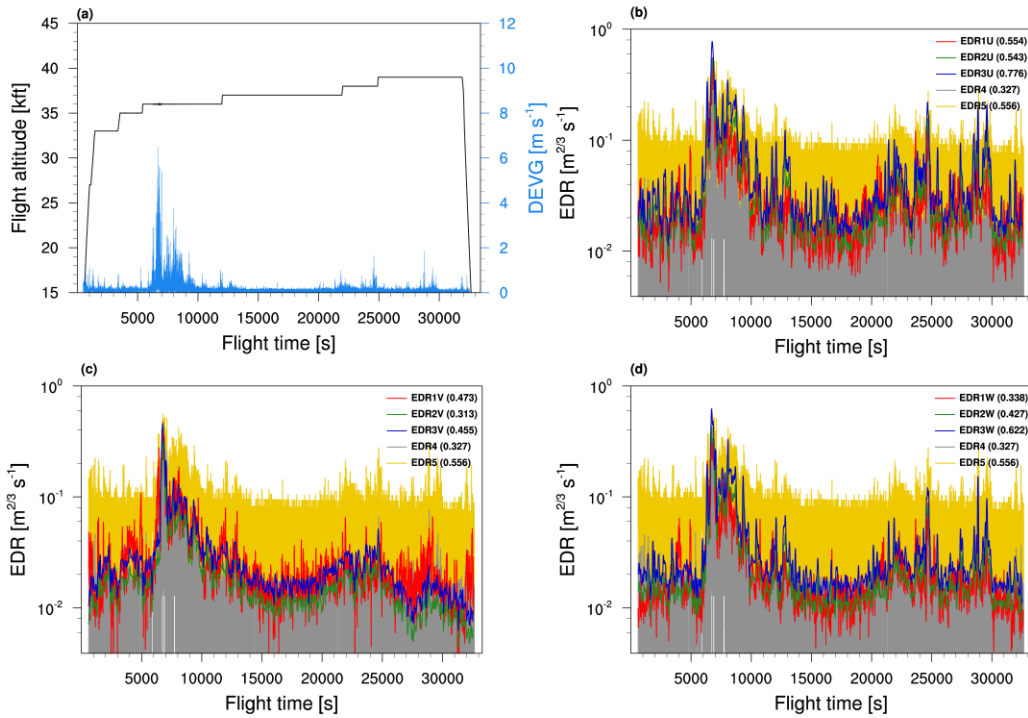 (a)
45
40
35
30
25
20
15
Flight altitude [kft]
12
10
8
6
4
2
0
DEVG [m s⁻¹]
5000 10000 15000 20000 25000 30000
Flight time [s]
(b)
10⁰
10⁻¹
10⁻²
EDR [m²ᐟ³ s⁻¹]
EDR1U (0.554)
EDR2U (0.543)
EDR3U (0.776)
EDR4 (0.327)
EDR5 (0.556)
5000 10000 15000 20000 25000 30000
Flight time [s]
(c)
10⁰
10⁻¹
10⁻²
EDR [m²ᐟ³ s⁻¹]
EDR1V (0.473)
EDR2V (0.313)
EDR3V (0.455)
EDR4 (0.327)
EDR5 (0.556)
5000 10000 15000 20000 25000 30000
Flight time [s]
(d)
10⁰
10⁻¹
10⁻²
EDR [m²ᐟ³ s⁻¹]
EDR1W (0.338)
EDR2W (0.427)
EDR3W (0.622)
EDR4 (0.327)
EDR5 (0.556)
5000 10000 15000 20000 25000 30000
Flight time [s]